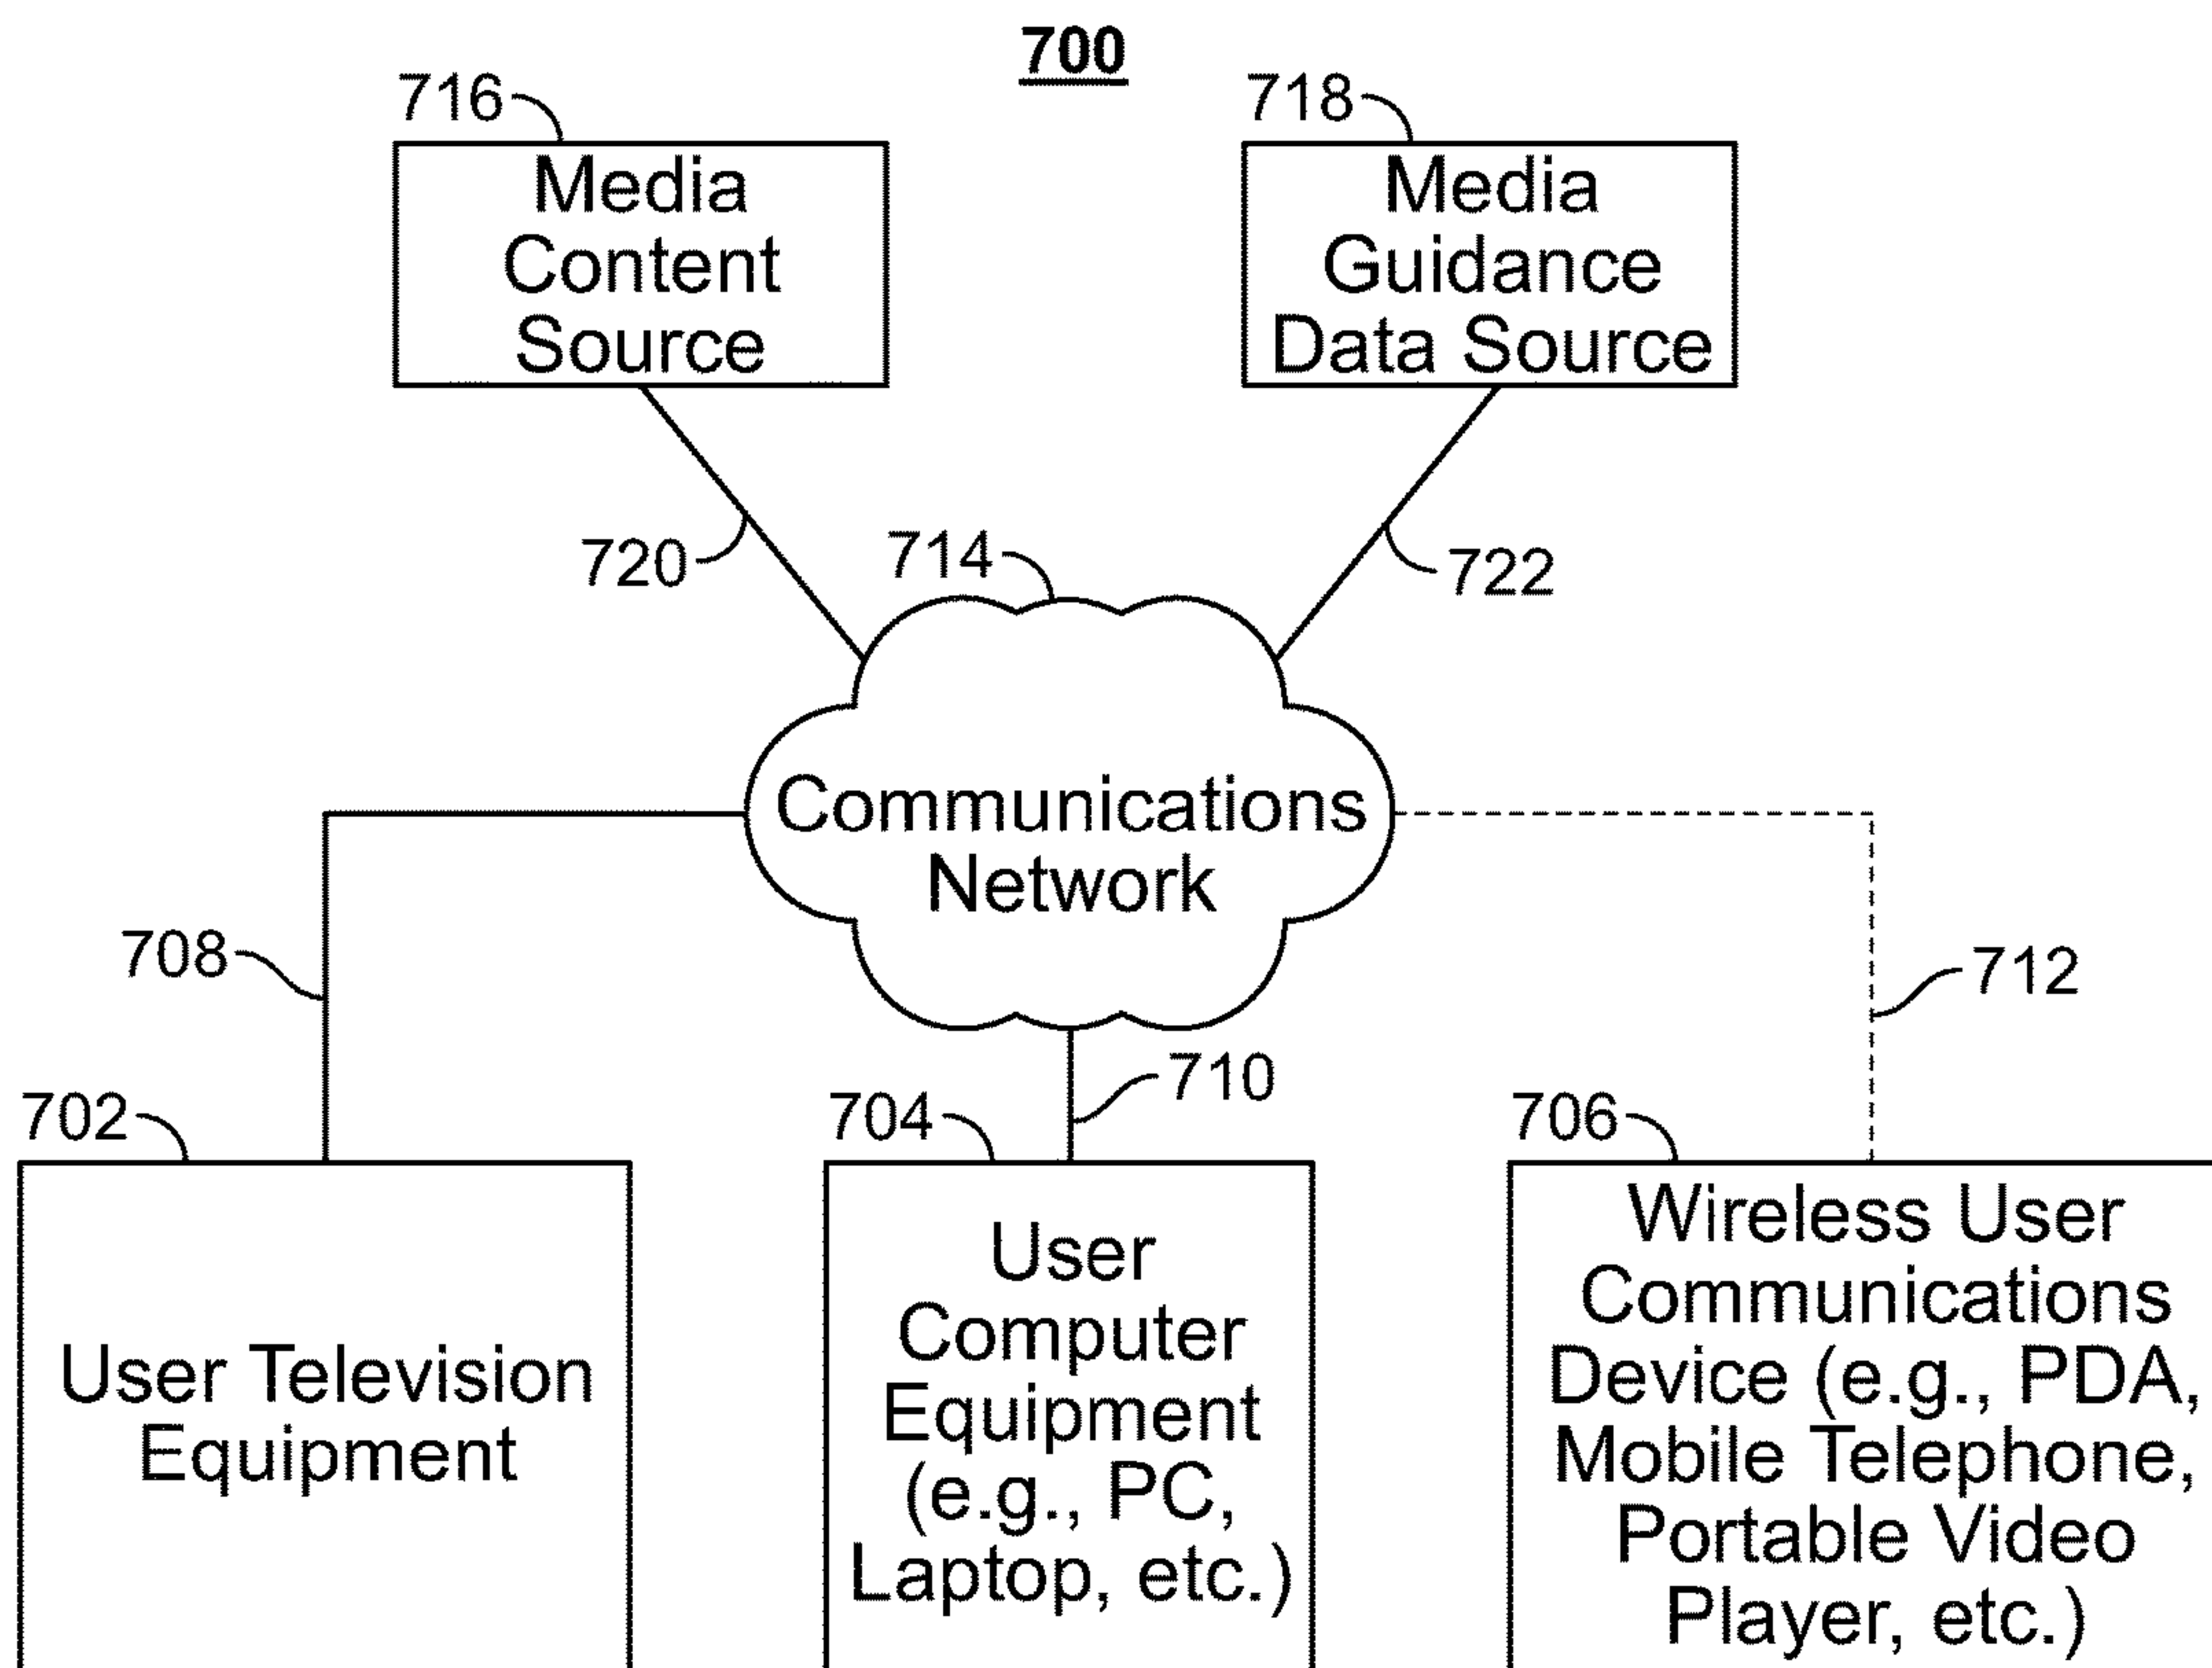 700
716
718
Media
Content
Source
Media
Guidance
Data Source
720
714
722
Communications
Network
708
712
710
702
704
706
User Television
Equipment
User
Computer
Equipment
(e.g., PC,
Laptop, etc.)
Wireless User
Communications
Device (e.g., PDA,
Mobile Telephone,
Portable Video
Player, etc.)